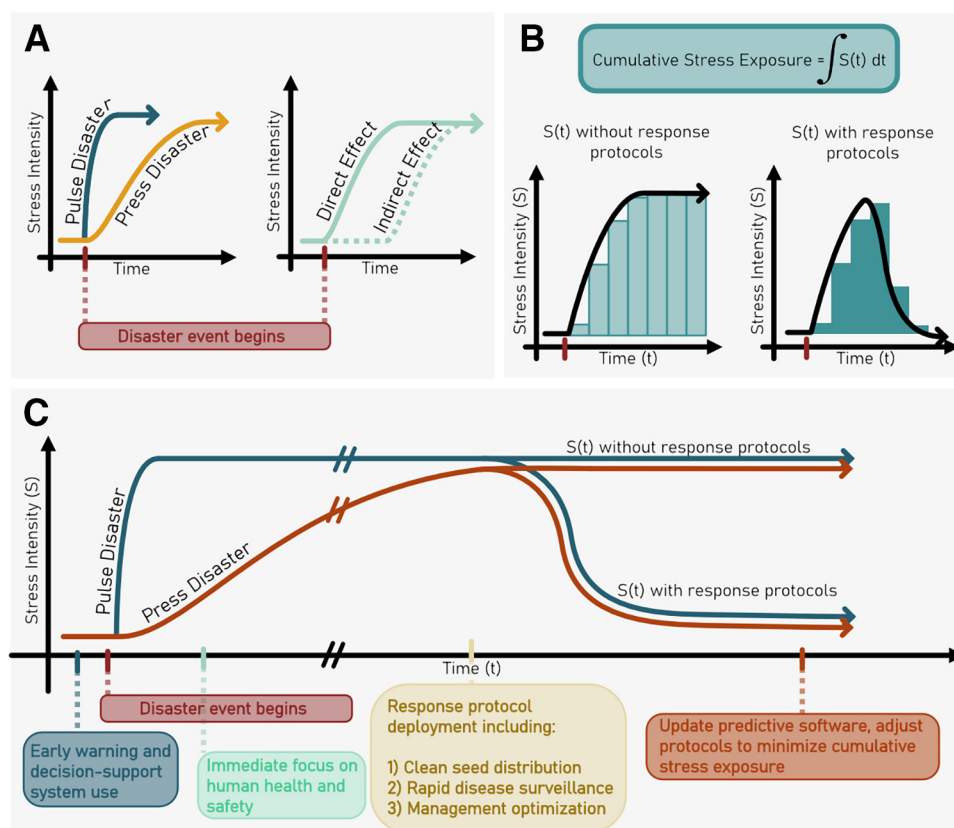 A
Stress Intensity
Pulse Disaster
Press Disaster
Time
Stress Intensity
Direct Effect
Indirect Effect
Time
Disaster event begins
B
Cumulative Stress Exposure = ∫ S(t) dt
S(t) without response
protocols
Stress Intensity (S)
Time (t)
S(t) with response
protocols
Stress Intensity (S)
Time (t)
C
Stress Intensity (S)
Pulse Disaster
Press Disaster
S(t) without response protocols
S(t) with response protocols
Time (t)
Disaster event begins
Early warning and
decision-support
system use
Immediate focus on
human health and
safety
Response protocol
deployment including:
1) Clean seed distribution
2) Rapid disease surveillance
3) Management optimization
Update predictive software, adjust
protocols to minimize cumulative
stress exposure